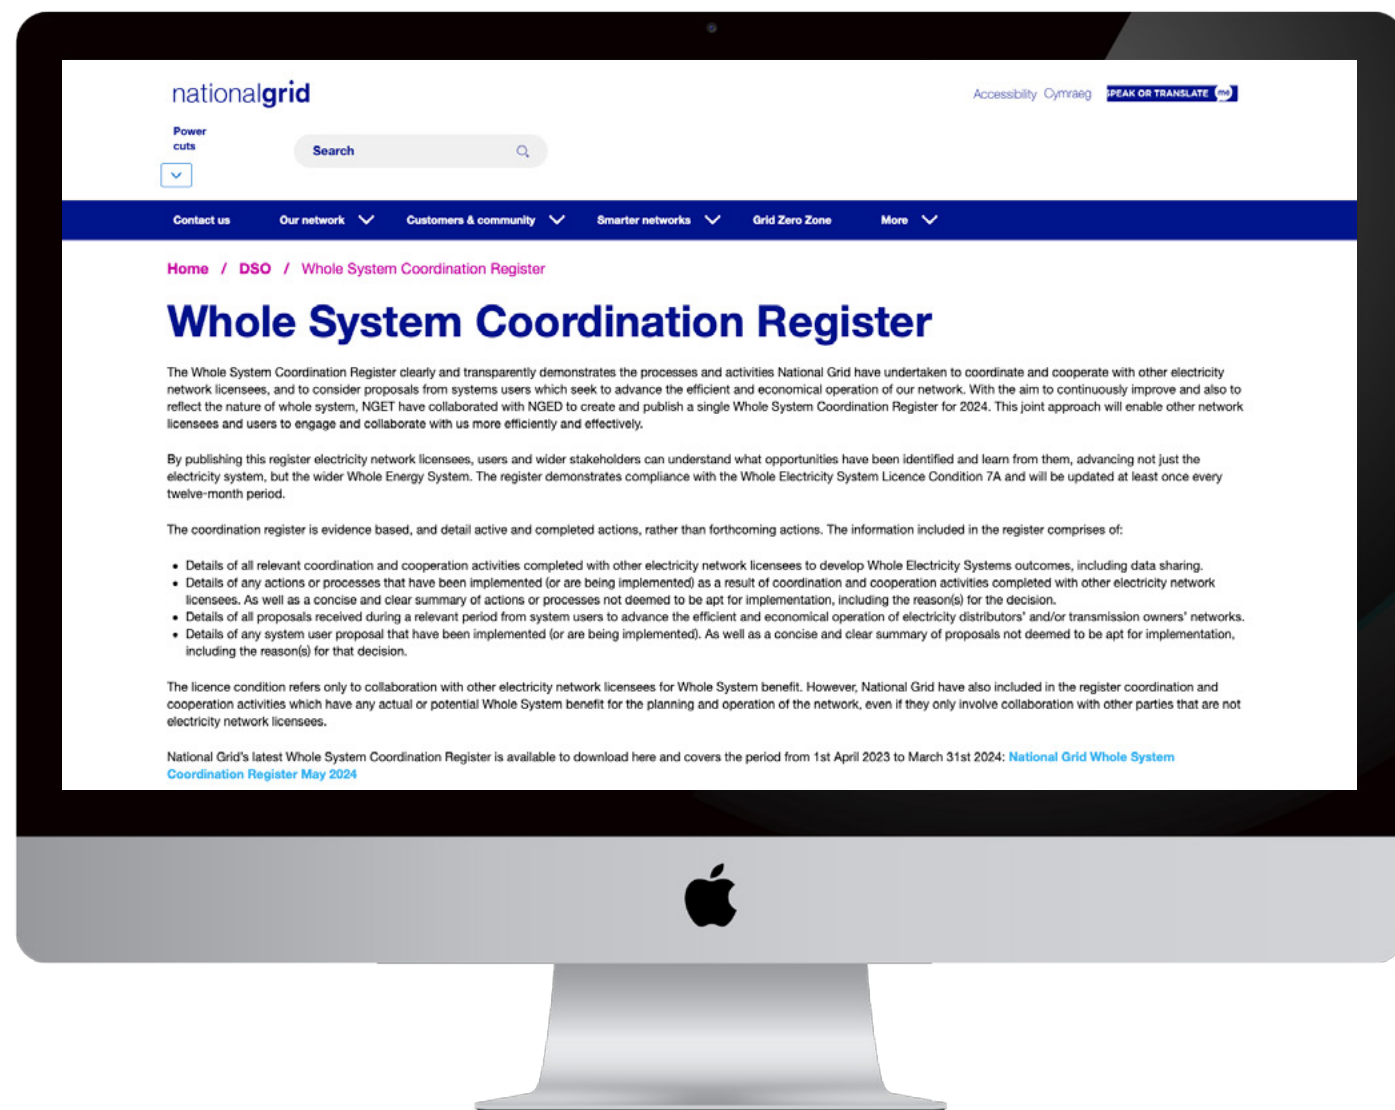 nationalgrid
Accessibility Cymraeg
SPEAK OR TRANSLATE me
Power
cuts
Search
Contact us Our network Customers & community Smarter networks Grid Zero Zone More
Home / DSO / Whole System Coordination Register
Whole System Coordination Register
The Whole System Coordination Register clearly and transparently demonstrates the processes and activities National Grid have undertaken to coordinate and cooperate with other electricity
network licensees, and to consider proposals from systems users which seek to advance the efficient and economical operation of our network. With the aim to continuously improve and also to
reflect the nature of whole system, NGET have collaborated with NGED to create and publish a single Whole System Coordination Register for 2024. This joint approach will enable other network
licensees and users to engage and collaborate with us more efficiently and effectively.
By publishing this register electricity network licensees, users and wider stakeholders can understand what opportunities have been identified and learn from them, advancing not just the
electricity system, but the wider Whole Energy System. The register demonstrates compliance with the Whole Electricity System Licence Condition 7A and will be updated at least once every
twelve-month period.
The coordination register is evidence based, and detail active and completed actions, rather than forthcoming actions. The information included in the register comprises of:
• Details of all relevant coordination and cooperation activities completed with other electricity network licensees to develop Whole Electricity Systems outcomes, including data sharing.
• Details of any actions or processes that have been implemented (or are being implemented) as a result of coordination and cooperation activities completed with other electricity network
licensees. As well as a concise and clear summary of actions or processes not deemed to be apt for implementation, including the reason(s) for the decision.
• Details of all proposals received during a relevant period from system users to advance the efficient and economical operation of electricity distributors' and/or transmission owners' networks.
• Details of any system user proposal that have been implemented (or are being implemented). As well as a concise and clear summary of proposals not deemed to be apt for implementation,
including the reason(s) for that decision.
The licence condition refers only to collaboration with other electricity network licensees for Whole System benefit. However, National Grid have also included in the register coordination and
cooperation activities which have any actual or potential Whole System benefit for the planning and operation of the network, even if they only involve collaboration with other parties that are not
electricity network licensees.
National Grid's latest Whole System Coordination Register is available to download here and covers the period from 1st April 2023 to March 31st 2024: National Grid Whole System
Coordination Register May 2024